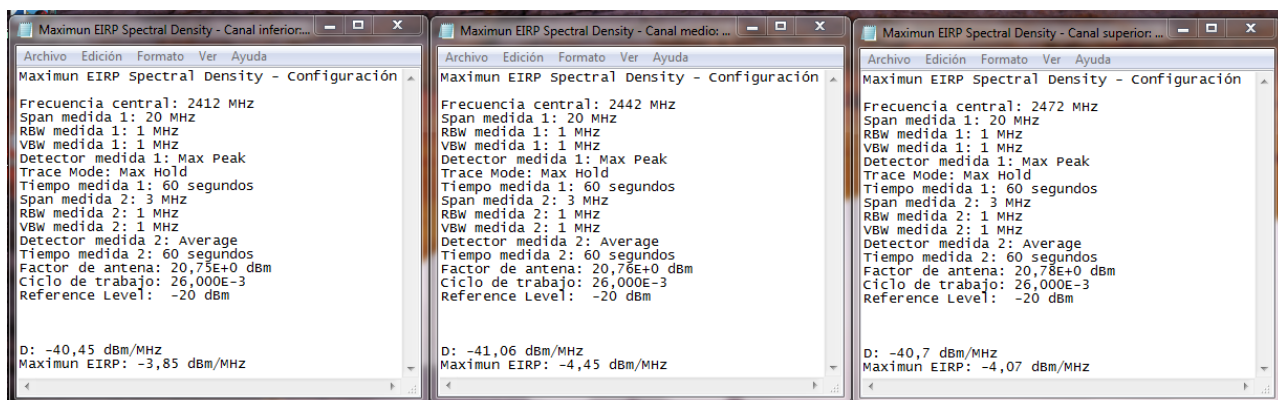 Maximun EIRP Spectral Density - Canal inferior:...
Archivo Edición Formato Ver Ayuda
Maximun EIRP Spectral Density - Configuración
Frecuencia central: 2412 MHz
Span medida 1: 20 MHz
RBW medida 1: 1 MHz
VBW medida 1: 1 MHz
Detector medida 1: Max Peak
Trace Mode: Max Hold
Tiempo medida 1: 60 segundos
Span medida 2: 3 MHz
RBW medida 2: 1 MHz
VBW medida 2: 1 MHz
Detector medida 2: Average
Tiempo medida 2: 60 segundos
Factor de antena: 20,75E+0 dBm
Ciclo de trabajo: 26,000E-3
Reference Level: -20 dBm
D: -40,45 dBm/MHz
Maximun EIRP: -3,85 dBm/MHz
Maximun EIRP Spectral Density - Canal medio: ...
Archivo Edición Formato Ver Ayuda
Maximun EIRP Spectral Density - Configuración
Frecuencia central: 2442 MHz
Span medida 1: 20 MHz
RBW medida 1: 1 MHz
VBW medida 1: 1 MHz
Detector medida 1: Max Peak
Trace Mode: Max Hold
Tiempo medida 1: 60 segundos
Span medida 2: 3 MHz
RBW medida 2: 1 MHz
VBW medida 2: 1 MHz
Detector medida 2: Average
Tiempo medida 2: 60 segundos
Factor de antena: 20,76E+0 dBm
Ciclo de trabajo: 26,000E-3
Reference Level: -20 dBm
D: -41,06 dBm/MHz
Maximun EIRP: -4,45 dBm/MHz
Maximun EIRP Spectral Density - Canal superior: ...
Archivo Edición Formato Ver Ayuda
Maximun EIRP Spectral Density - Configuración
Frecuencia central: 2472 MHz
Span medida 1: 20 MHz
RBW medida 1: 1 MHz
VBW medida 1: 1 MHz
Detector medida 1: Max Peak
Trace Mode: Max Hold
Tiempo medida 1: 60 segundos
Span medida 2: 3 MHz
RBW medida 2: 1 MHz
VBW medida 2: 1 MHz
Detector medida 2: Average
Tiempo medida 2: 60 segundos
Factor de antena: 20,78E+0 dBm
Ciclo de trabajo: 26,000E-3
Reference Level: -20 dBm
D: -40,7 dBm/MHz
Maximun EIRP: -4,07 dBm/MHz